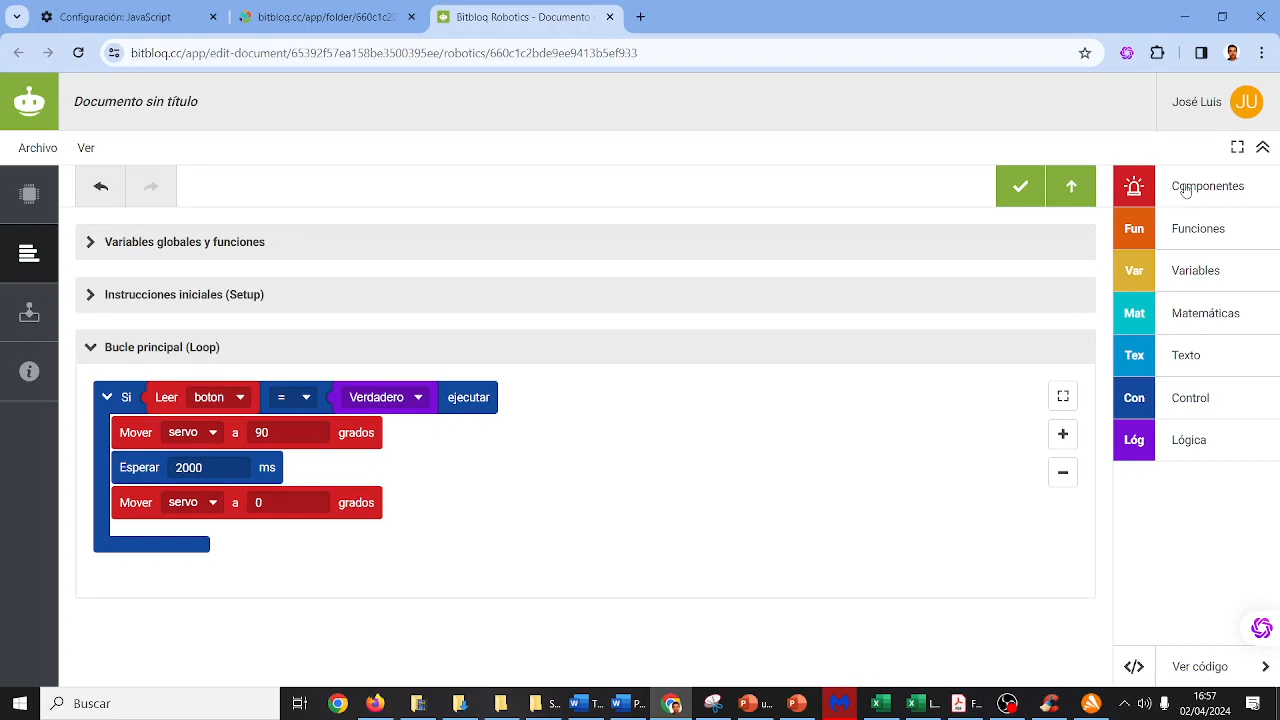 Configuración: JavaScript
bitbloq.cc/app/folder/660c1c2
Bitbloq Robotics - Documento
bitbloq.cc/app/edit-document/65392f57ea158be3500395ee/robotics/660c1c2bde9ee9413b5ef933
Documento sin título
José Luis JU
Archivo Ver
Componentes
Fun Funciones
Var Variables
Mat Matemáticas
Tex Texto
Con Control
Lóg Lógica
Variables globales y funciones
Instrucciones iniciales (Setup)
Bucle principal (Loop)
Si Leer boton = Verdadero ejecutar
Mover servo a 90 grados
Esperar 2000 ms
Mover servo a 0 grados
</> Ver código
Buscar
S...
T...
P...
u...
L...
F...
16:57
02/04/2024